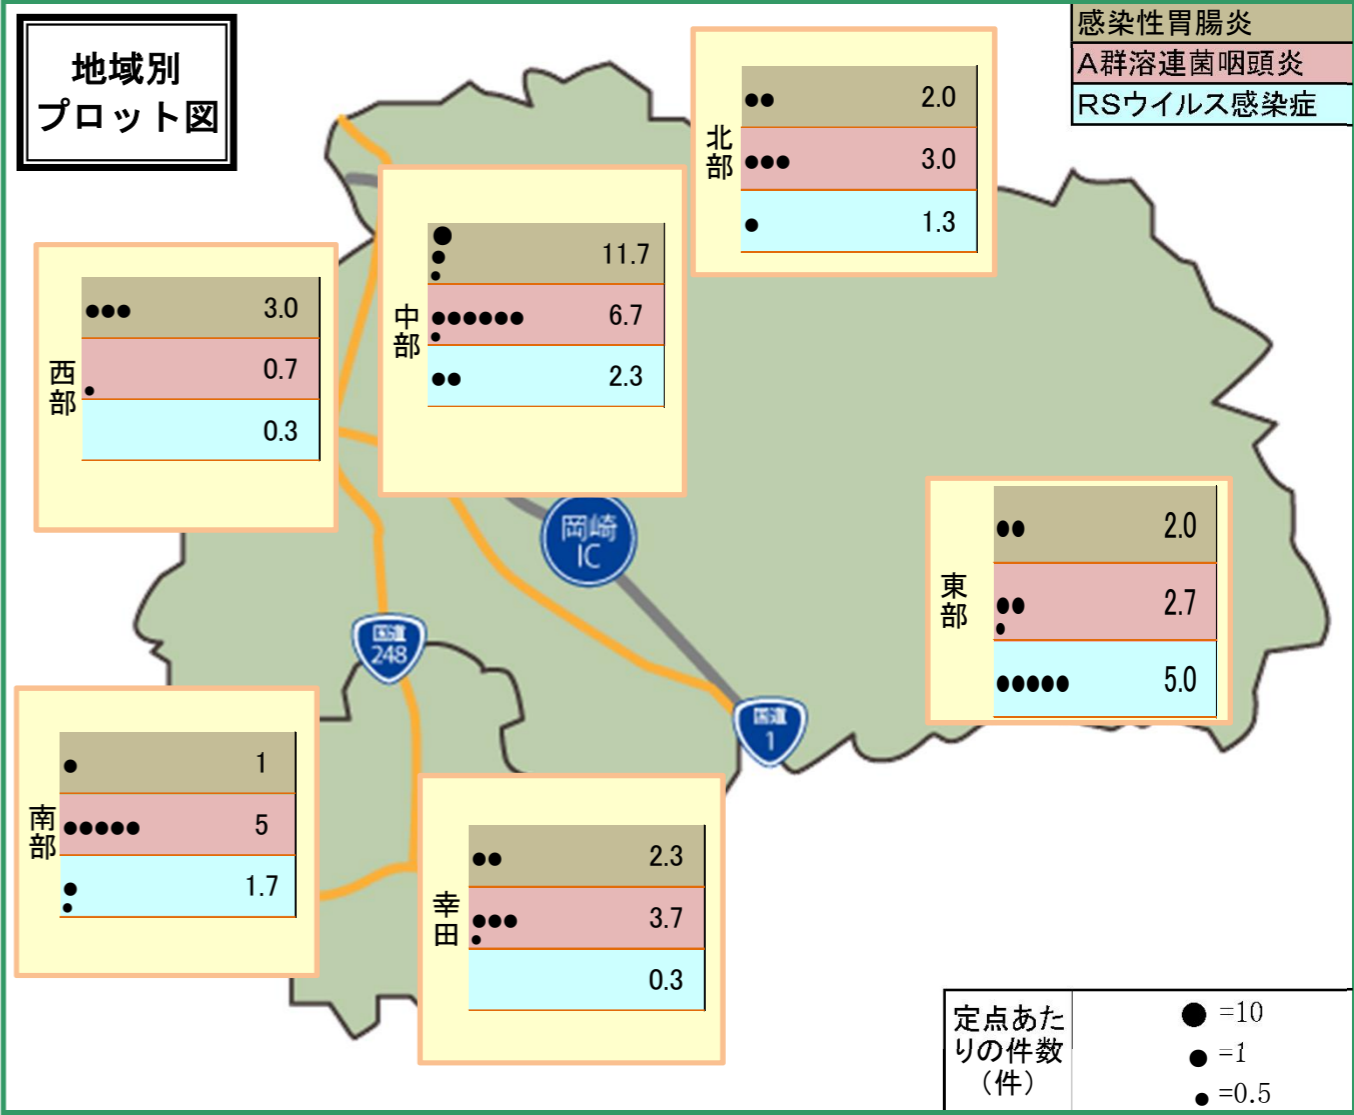 地域別
プロット図
感染性胃腸炎
A群溶連菌咽頭炎
RSウイルス感染症
北部
2.0
3.0
1.3
中部
11.7
6.7
2.3
西部
3.0
0.7
0.3
岡崎
IC
東部
2.0
2.7
5.0
国道
248
国道
1
南部
1
5
1.7
幸田
2.3
3.7
0.3
定点あた
りの件数
（件）
=10
=1
=0.5